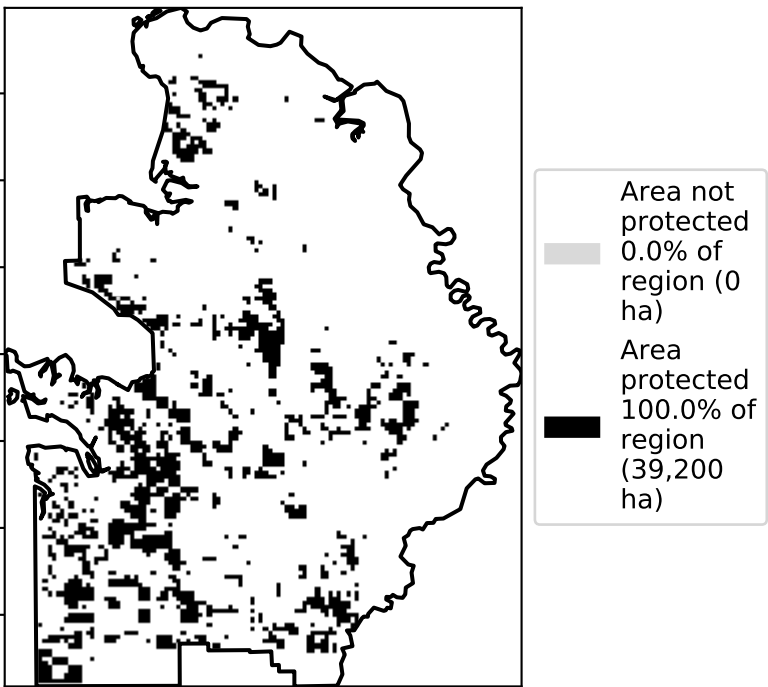 Area not
protected
0.0% of
region (0
ha)
Area
protected
100.0% of
region
(39,200
ha)